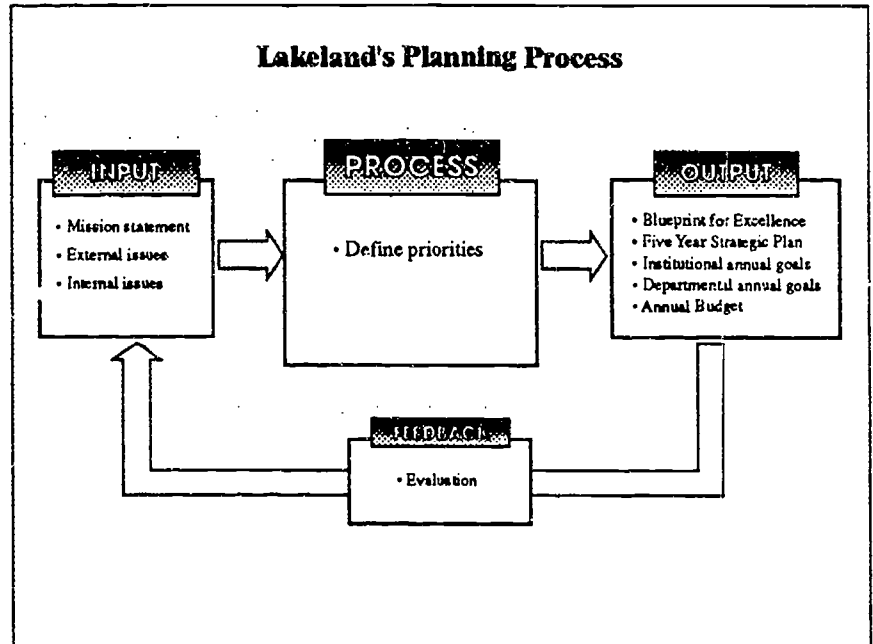 Lakeland's Planning Process
INPUT
• Mission statement
• External issues
• Internal issues
PROCESS
• Define priorities
OUTPUT
• Blueprint for Excellence
• Five Year Strategic Plan
• Institutional annual goals
• Departmental annual goals
• Annual Budget
FEEDBACK
• Evaluation